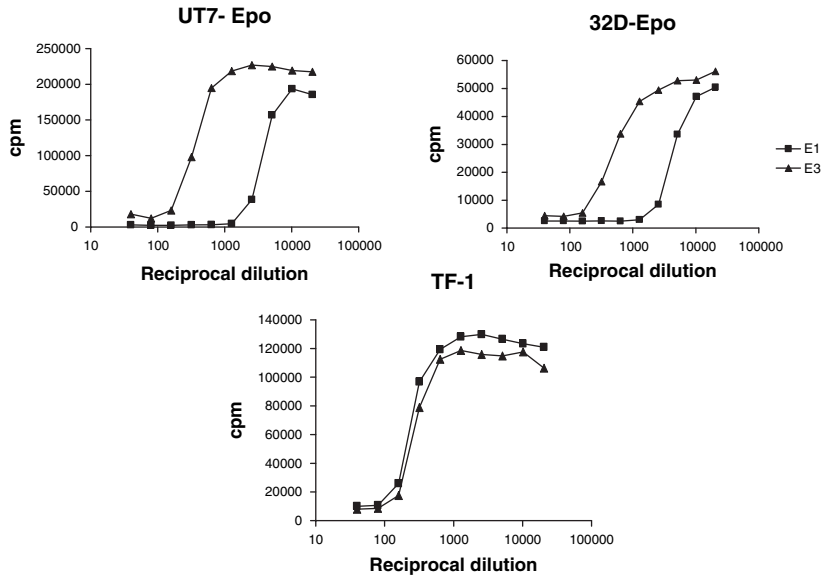 UT7- Epo
250000
200000
150000
100000
50000
0
cpm
10 100 1000 10000 100000
Reciprocal dilution
32D-Epo
60000
50000
40000
30000
20000
10000
0
cpm
10 100 1000 10000 100000
Reciprocal dilution
E1
E3
TF-1
140000
120000
100000
80000
60000
40000
20000
0
cpm
10 100 1000 10000 100000
Reciprocal dilution